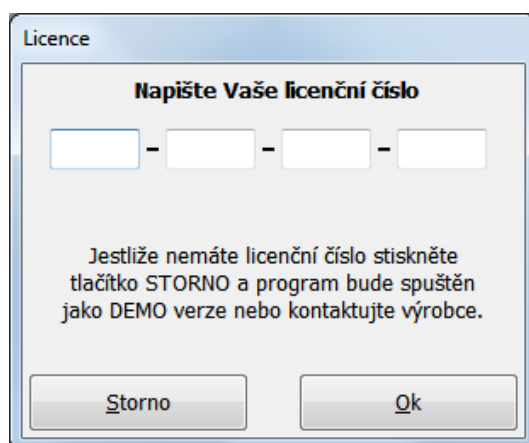 Licence
Napište Vaše licenční číslo
- - -
Jestliže nemáte licenční číslo stiskněte
tlačítko STORNO a program bude spuštěn
jako DEMO verze nebo kontaktujte výrobce.
Storno Ok